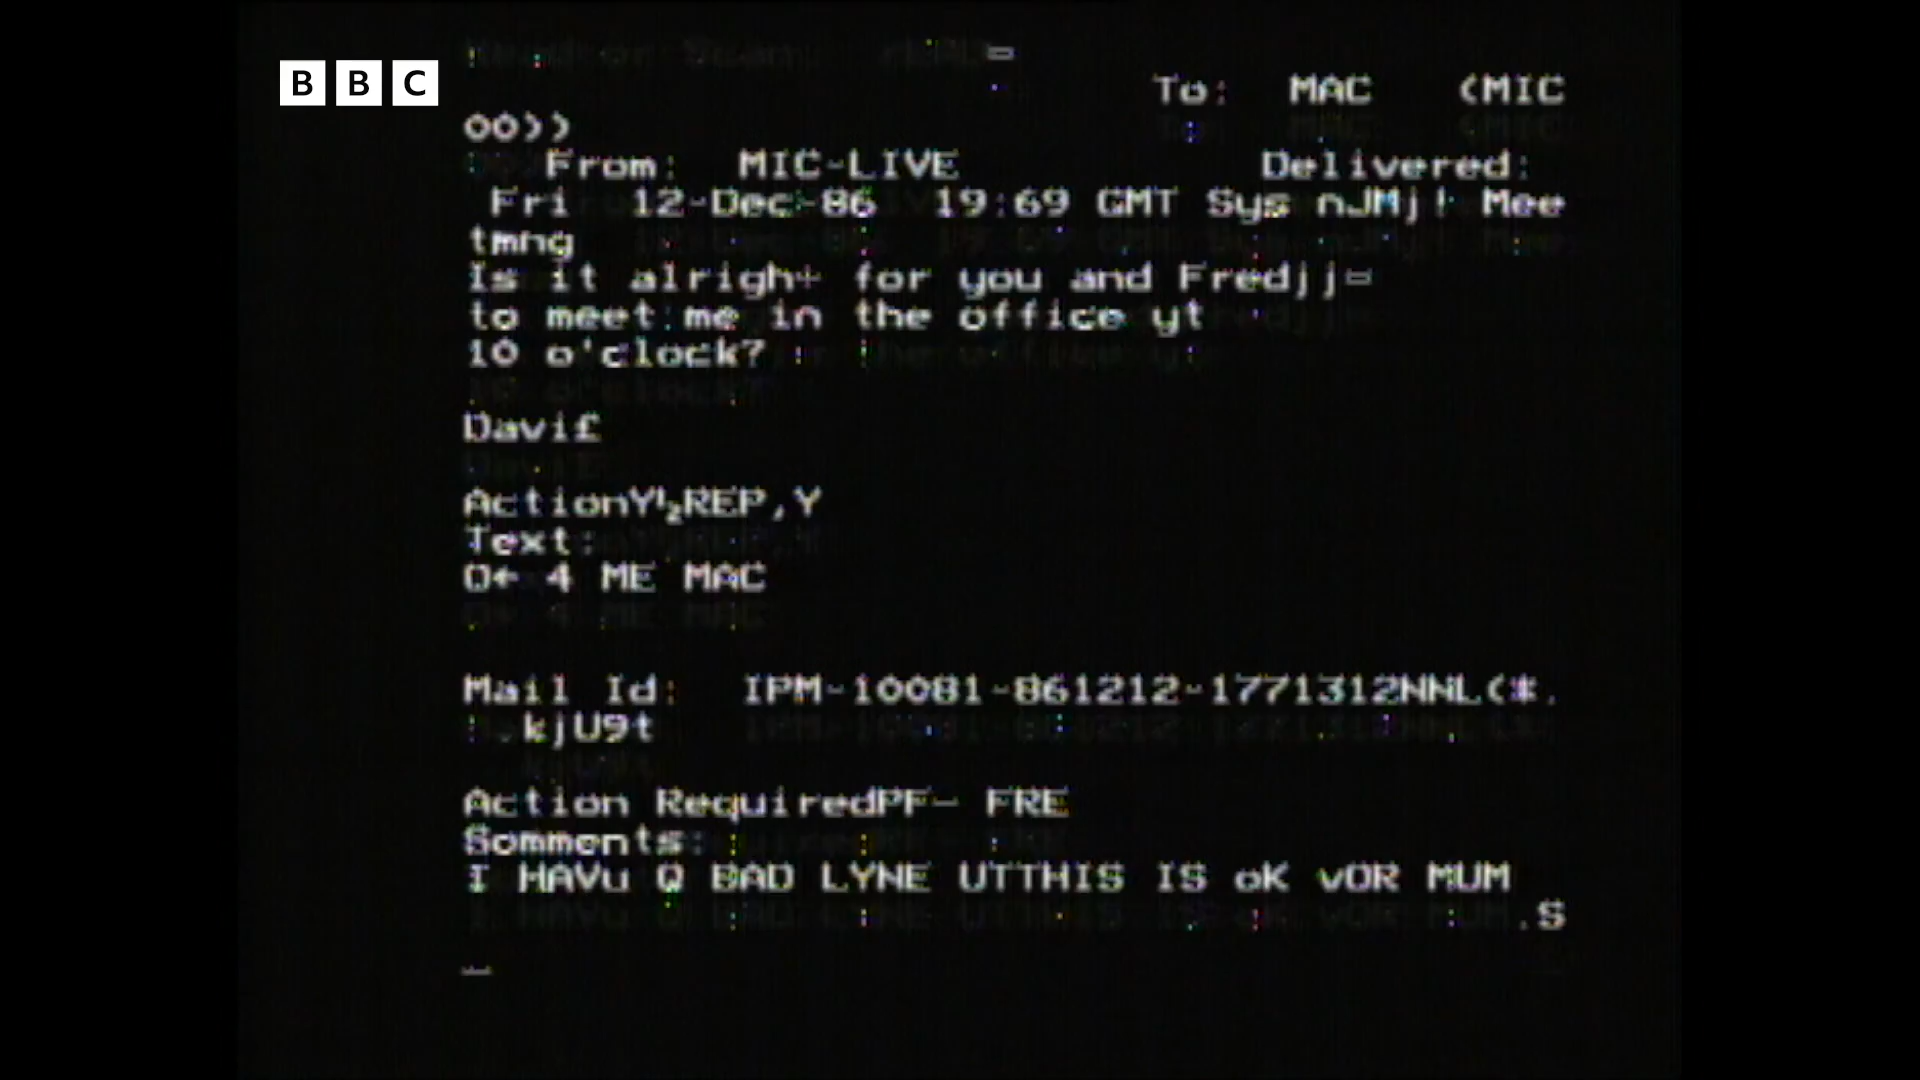 BBC
To: MAC (MIC
00))
From: MIC-LIVE Delivered:
Fri 12-Dec-86 19:69 GMT Sys nJMj! Mee
tmng
Is it alrigh+ for you and Fredjj=
to meet me in the office yt
10 o'clock?
Davi£
ActionY½REP,Y
Text:
O← 4 ME MAC
Mail Id: IPM-10081-861212-1771312NNL(*.
:.kjU9t
Action RequiredPF- FRE
Somments:
I HAVu Q BAD LYNE UTTHIS IS oK vOR MUM
.S